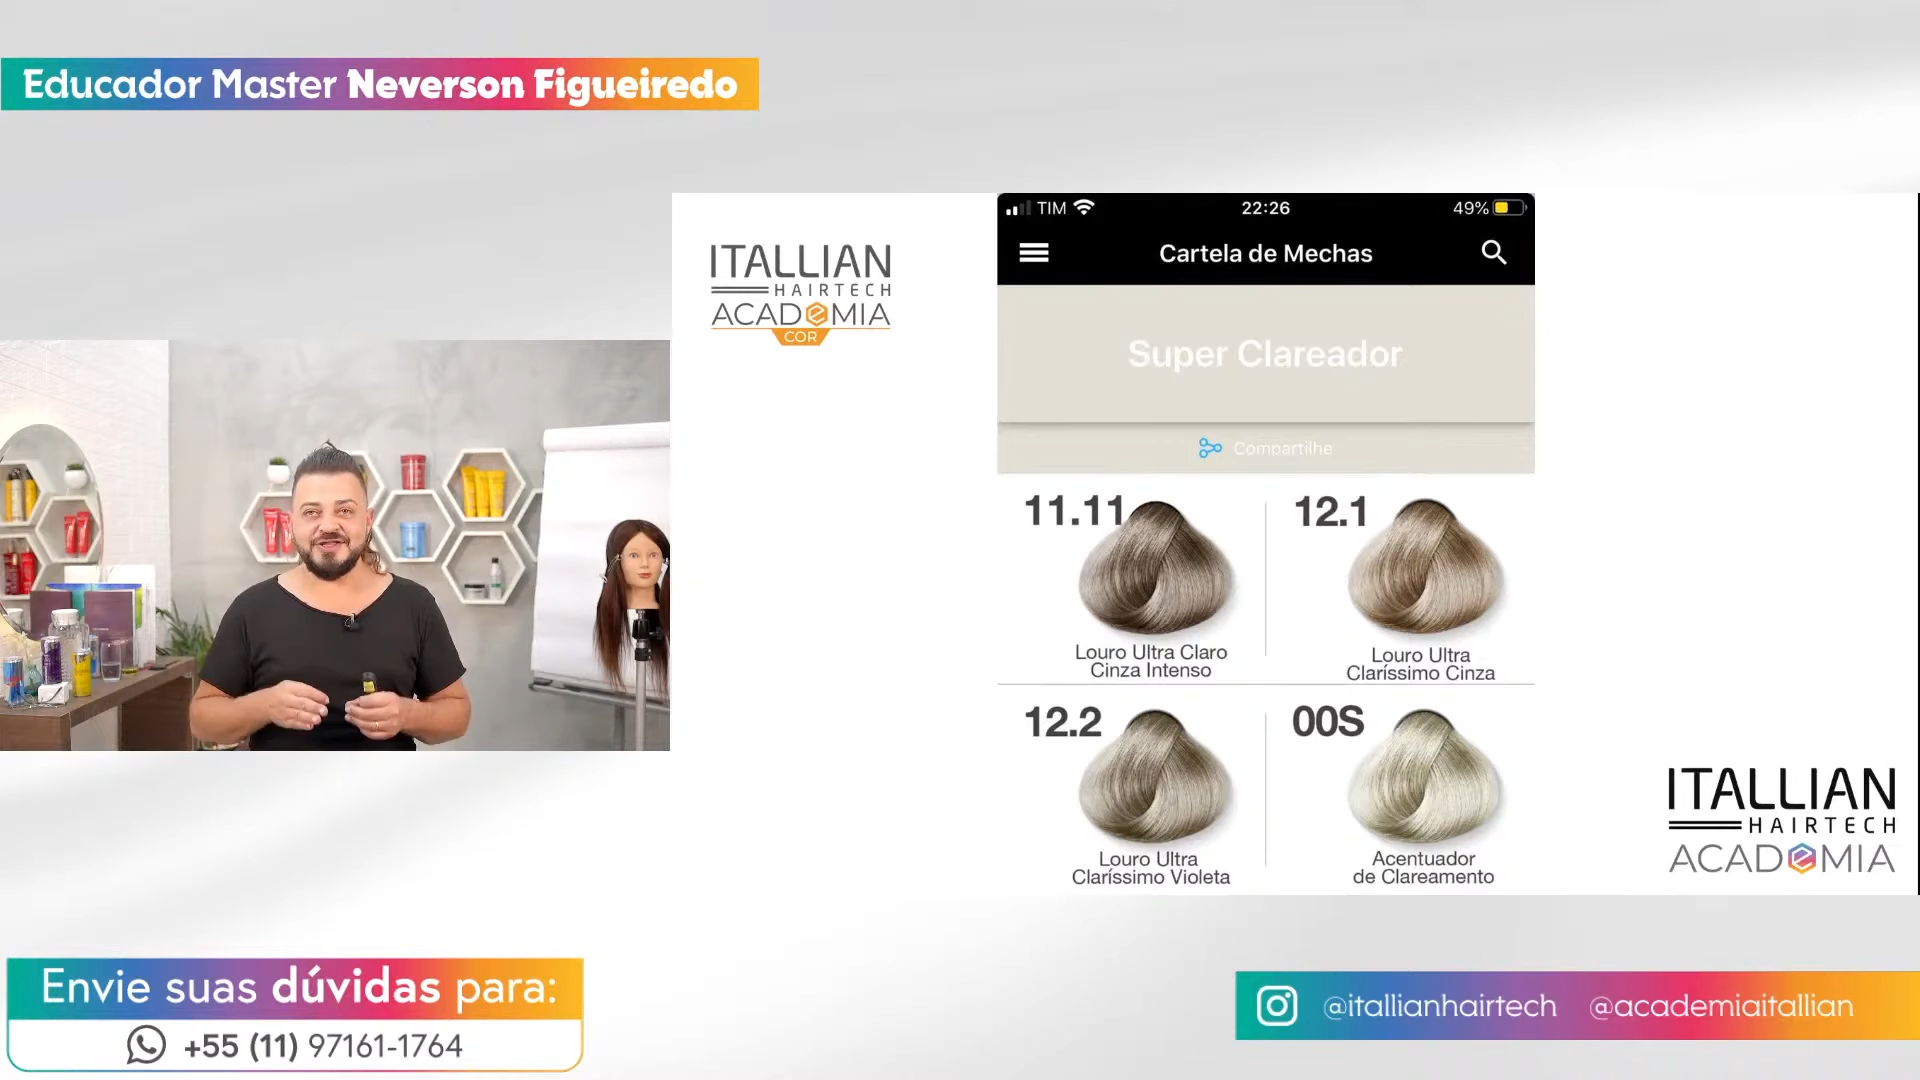 Educador Master Neverson Figueiredo
ITALLIAN
HAIRTECH
ACADEMIA
COR
TIM
22:26
49%
Cartela de Mechas
Super Clareador
Compartilhe
11.11
Louro Ultra Claro
Cinza Intenso
12.1
Louro Ultra
Claríssimo Cinza
12.2
Louro Ultra
Claríssimo Violeta
00S
Acentuador
de Clareamento
ITALLIAN
HAIRTECH
ACADEMIA
Envie suas dúvidas para:
+55 (11) 97161-1764
@itallianhairtech @academiaitallian